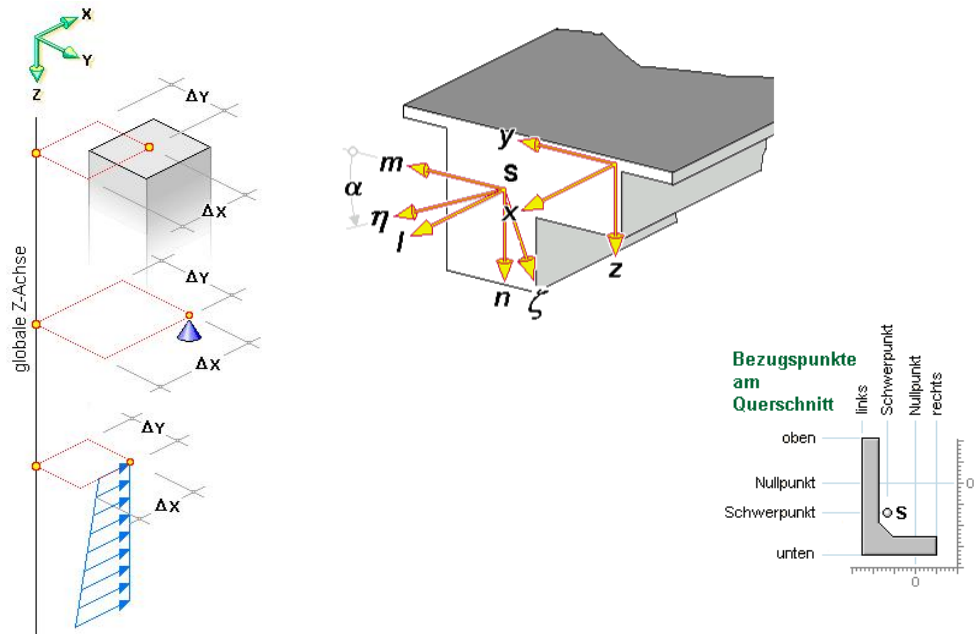 X
Y
Z
ΔY
ΔX
globale Z-Achse
ΔY
ΔX
ΔY
ΔX
y
S
m
α
η
x
l
n
ζ
z
Bezugspunkte
am
Querschnitt
links
Schwerpunkt
Nullpunkt
rechts
oben
Nullpunkt
0
Schwerpunkt
S
unten
0